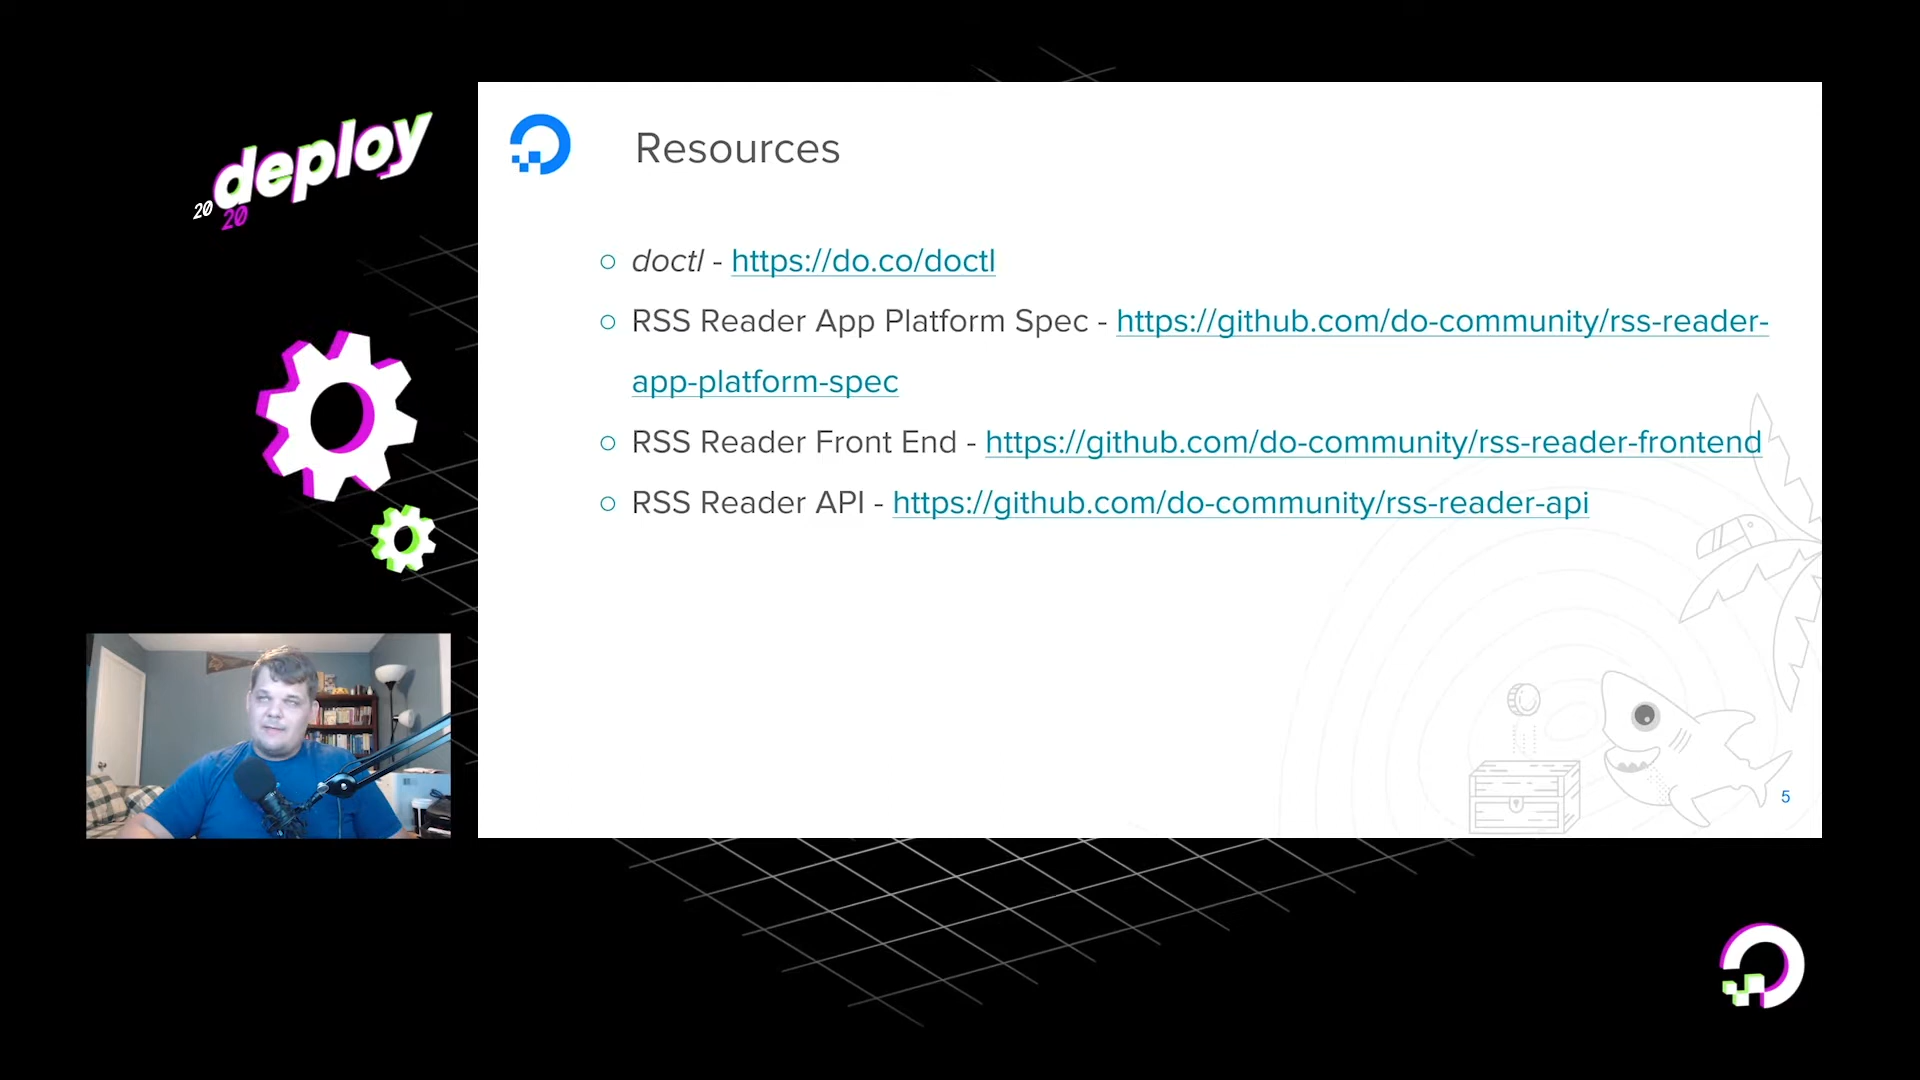 deploy
20
20
Resources
doctl - https://do.co/doctl
RSS Reader App Platform Spec - https://github.com/do-community/rss-reader-
app-platform-spec
RSS Reader Front End - https://github.com/do-community/rss-reader-frontend
RSS Reader API - https://github.com/do-community/rss-reader-api
5